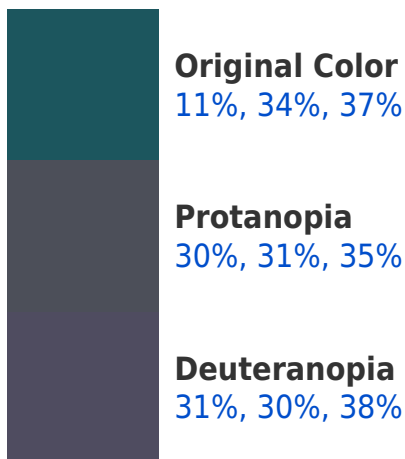 Original Color
11%, 34%, 37%
Protanopia
30%, 31%, 35%
Deuteranopia
31%, 30%, 38%